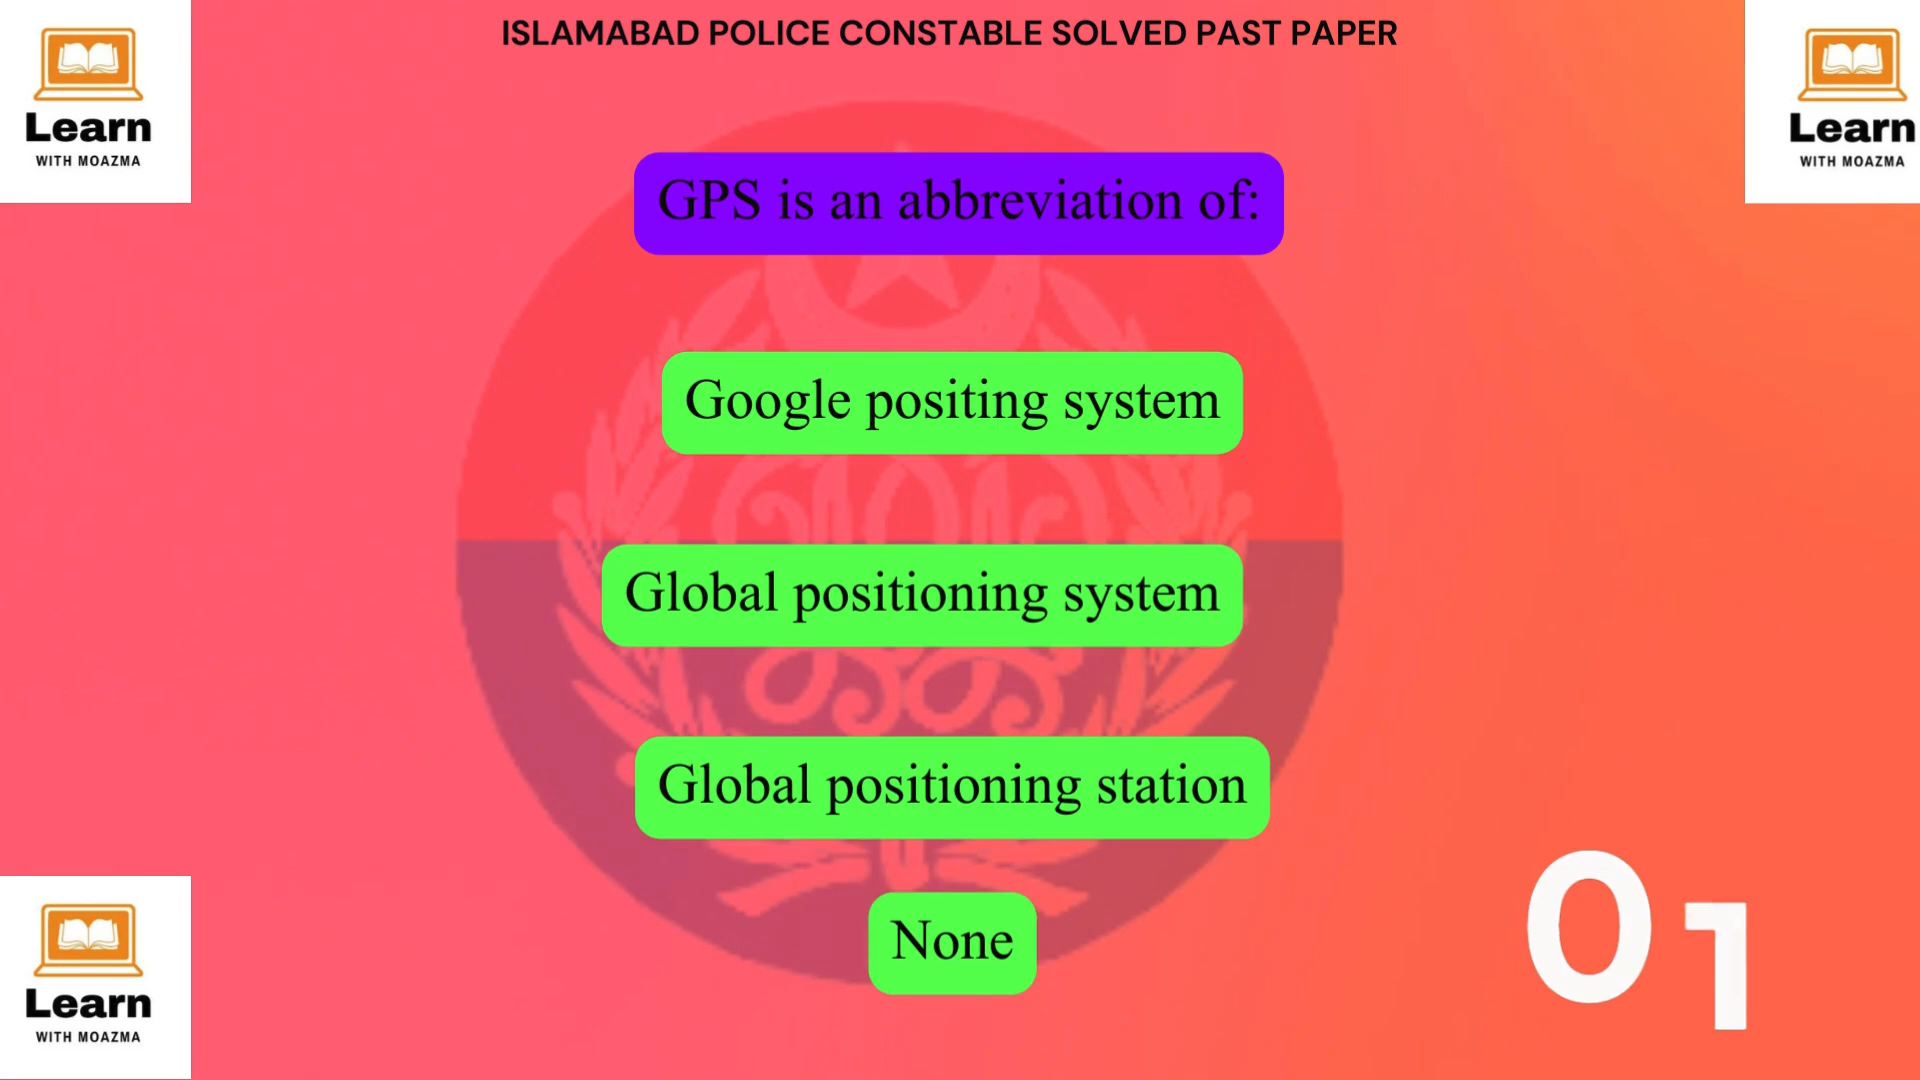 ISLAMABAD POLICE CONSTABLE SOLVED PAST PAPER
Learn
WITH MOAZMA
Learn
WITH MOAZMA
GPS is an abbreviation of:
Google positing system
Global positioning system
Global positioning station
None
01
Learn
WITH MOAZMA